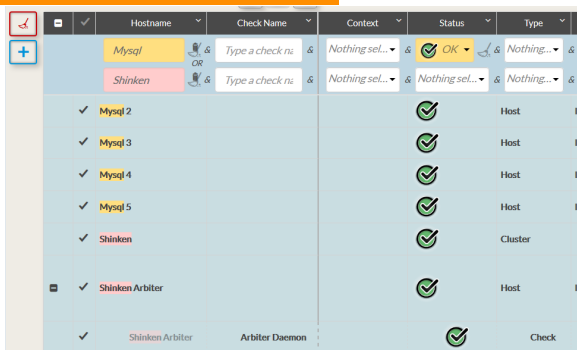 Hostname Check Name Context Status Type
Mysql & Type a check na & Nothing sel... & OK & Nothing... &
OR
Shinken & Type a check na & Nothing sel... & Nothing sel... & Nothing... &
Mysql 2 Host
Mysql 3 Host
Mysql 4 Host
Mysql 5 Host
Shinken Cluster
Shinken Arbiter Host
Shinken Arbiter Arbiter Daemon Check